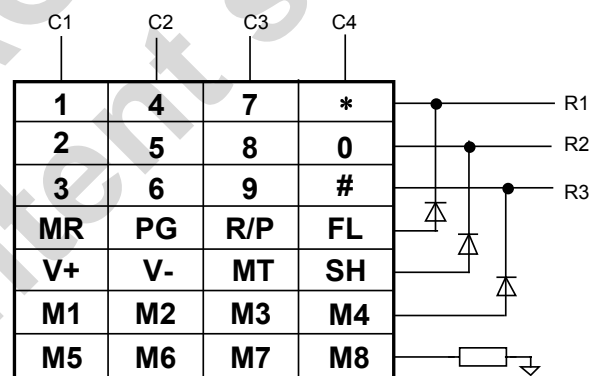 C1 C2 C3 C4
1 4 7 * R1
2 5 8 0 R2
3 6 9 # R3
MR PG R/P FL
V+ V- MT SH
M1 M2 M3 M4
M5 M6 M7 M8